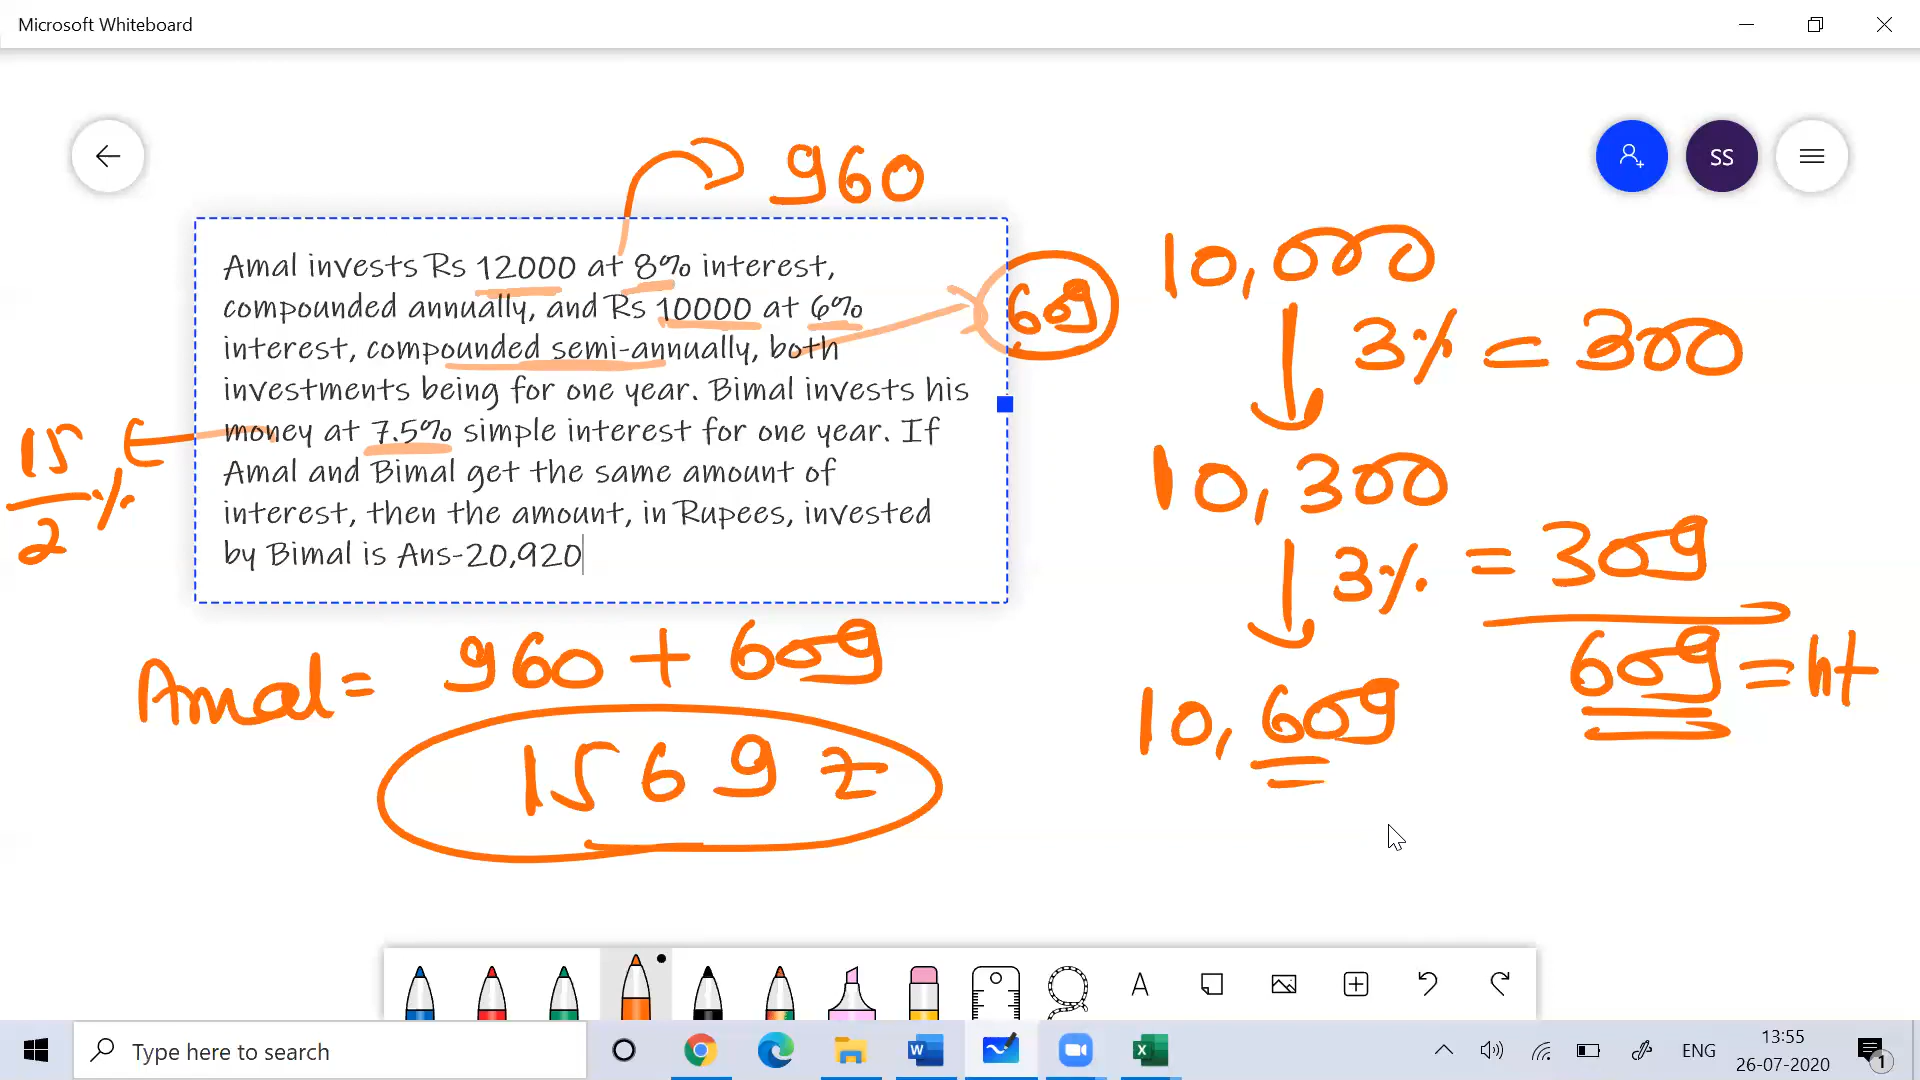 Microsoft Whiteboard
960
SS
Amal invests Rs 12000 at 8% interest,
compounded annually, and Rs 10000 at 6%
interest, compounded semi-annually, both
investments being for one year. Bimal invests his
money at 7.5% simple interest for one year. If
Amal and Bimal get the same amount of
interest, then the amount, in Rupees, invested
by Bimal is Ans-20,920
609
15
2
%
10,000
3% = 300
10,300
3% = 309
609 =
10,609
Amal = 960 + 609
1569
A
Type here to search
ENG
13:55
26-07-2020
1